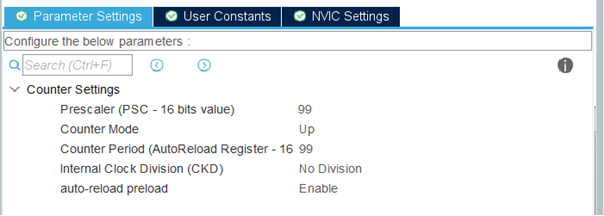 Parameter Settings User Constants NVIC Settings
Configure the below parameters :
Search (Ctrl+F)
Counter Settings
Prescaler (PSC - 16 bits value) 99
Counter Mode Up
Counter Period (AutoReload Register - 16 99
Internal Clock Division (CKD) No Division
auto-reload preload Enable